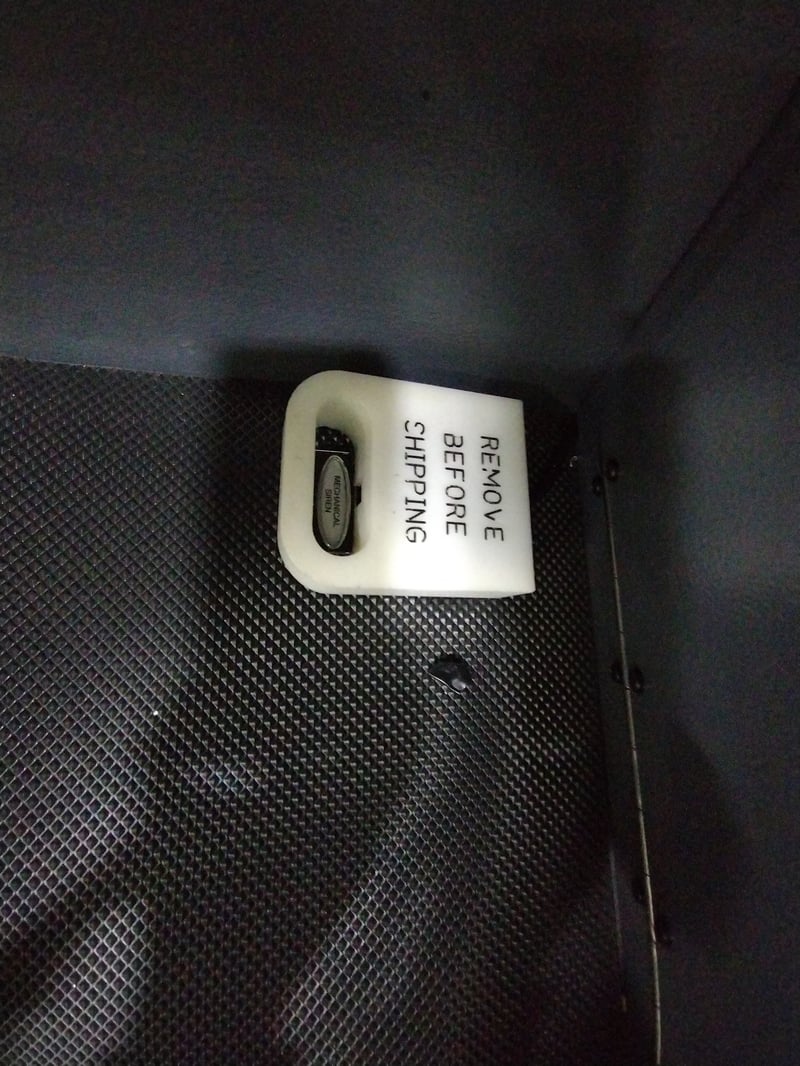 REMOVE
BEFORE
SHIPPING
MECHANICAL
SIREN